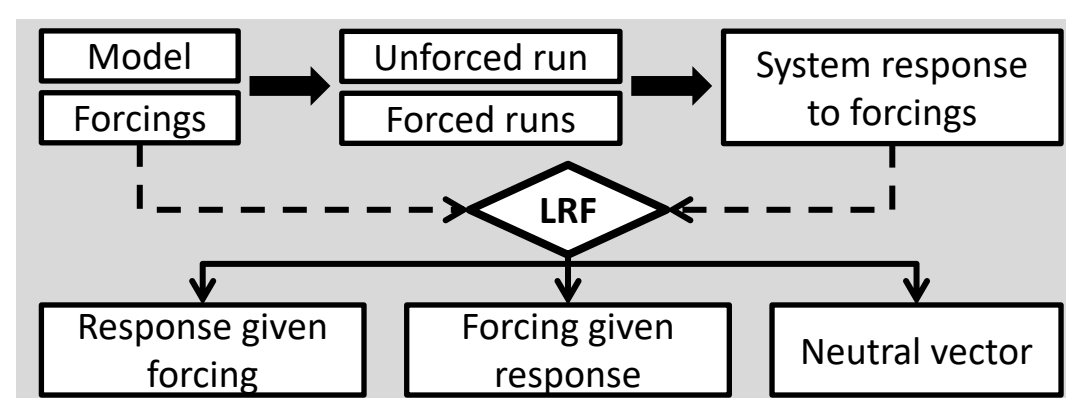 Model
Forcings
Unforced run
Forced runs
System response
to forcings
LRF
Response given
forcing
Forcing given
response
Neutral vector